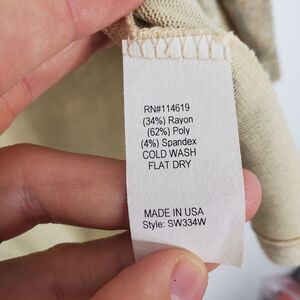 RN#114619
(34%) Rayon
(62%) Poly
(4%) Spandex
COLD WASH
FLAT DRY
MADE IN USA
Style: SW334W